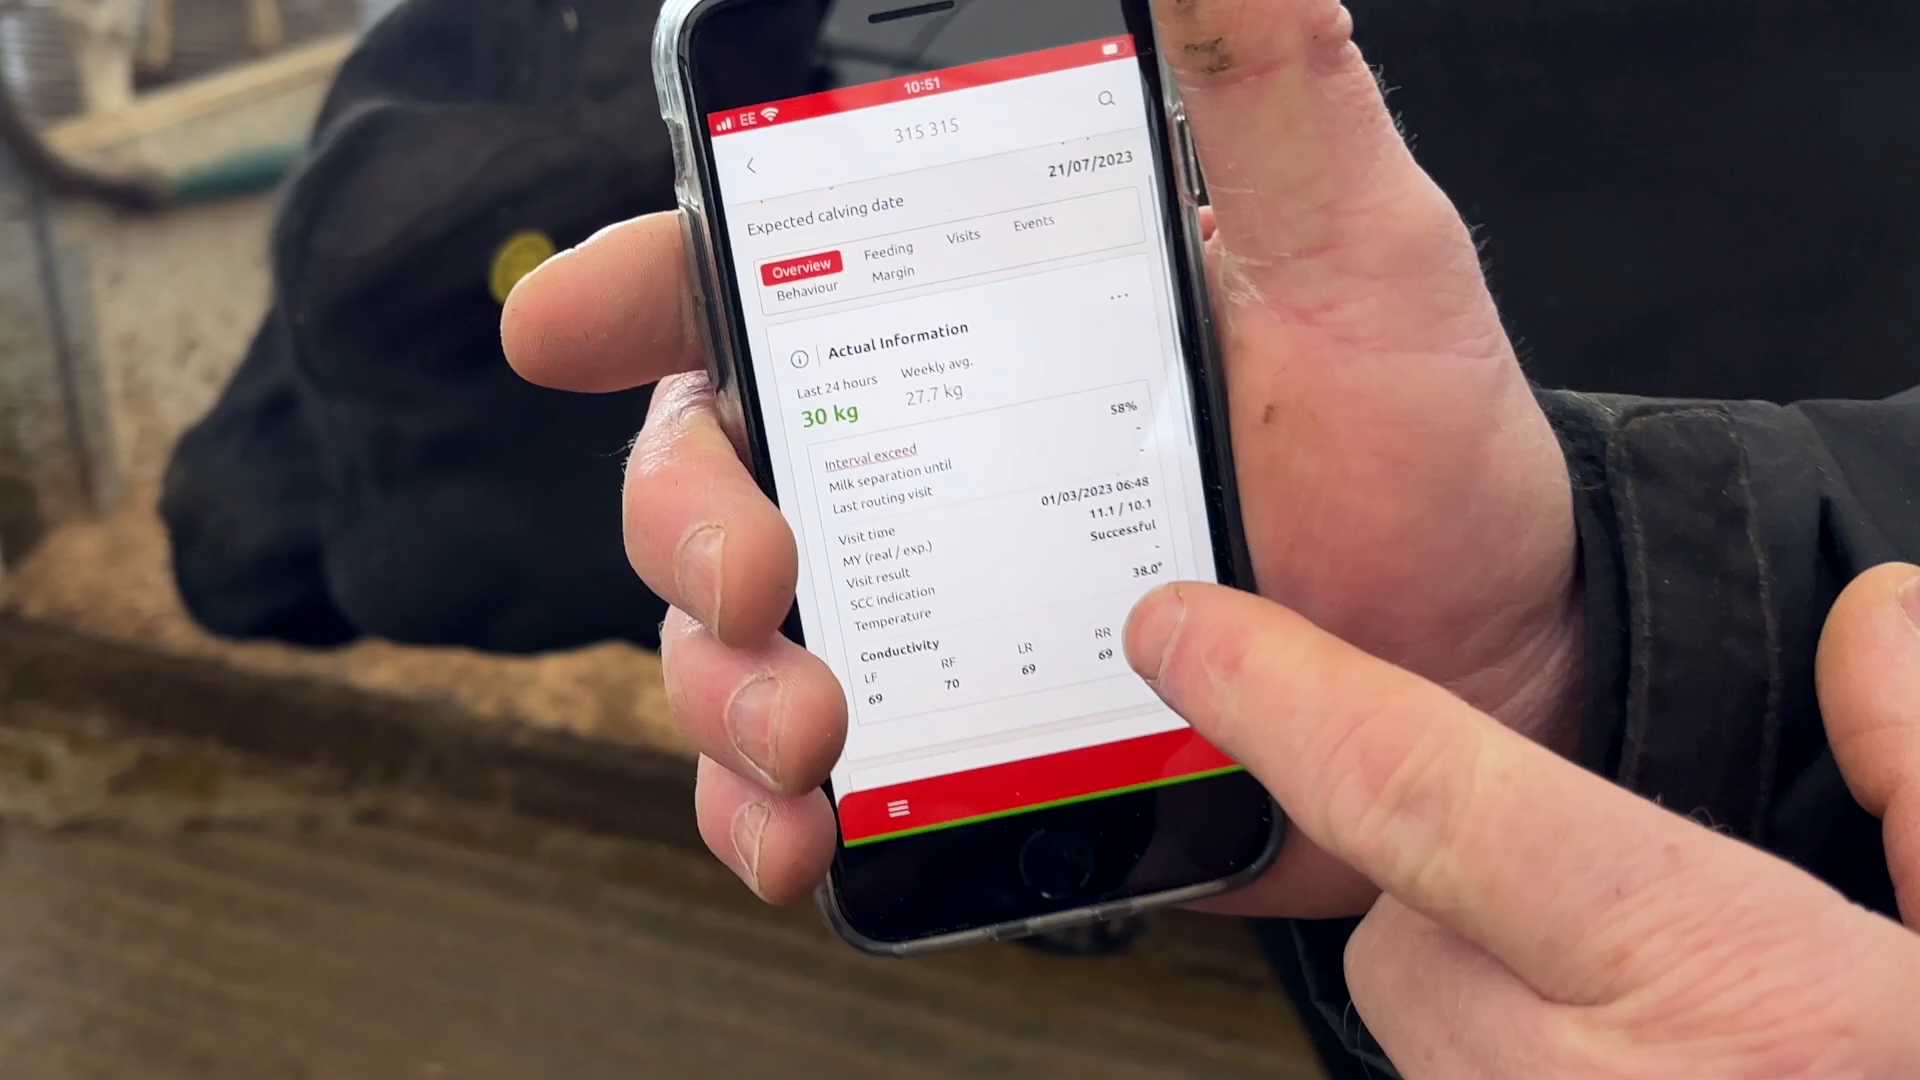 EE 10:51
315 315
21/07/2023
Expected calving date
Overview Feeding Visits Events
Behaviour Margin
...
Actual Information
Last 24 hours Weekly avg.
30 kg 27.7 kg
Interval exceed 58%
Milk separation until -
Last routing visit -
Visit time 01/03/2023 06:48
MY (real / exp.) 11.1 / 10.1
Visit result Successful
SCC indication -
Temperature 38.0°
Conductivity
LF RF LR RR
69 70 69 69